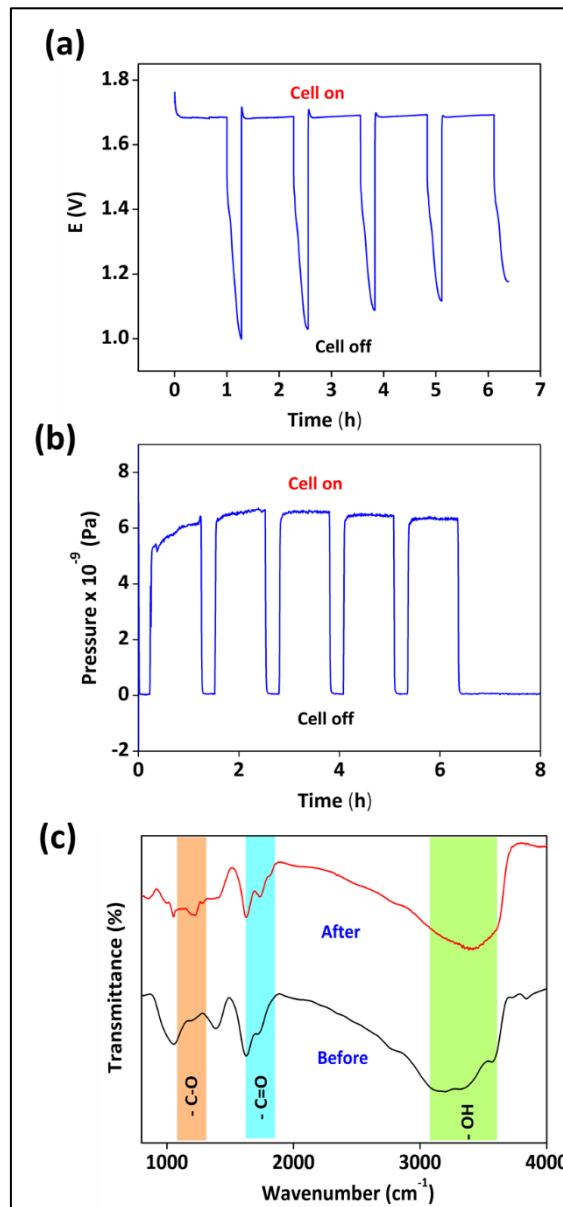 (a)
1.8
1.6
1.4
1.2
1.0
E (V)
Cell on
Cell off
0 1 2 3 4 5 6 7
Time (h)
(b)
8
6
4
2
0
-2
Pressure x 10⁻⁹ (Pa)
Cell on
Cell off
0 2 4 6 8
Time (h)
(c)
Transmittance (%)
After
Before
- C-O
- C=O
- OH
1000 2000 3000 4000
Wavenumber (cm⁻¹)